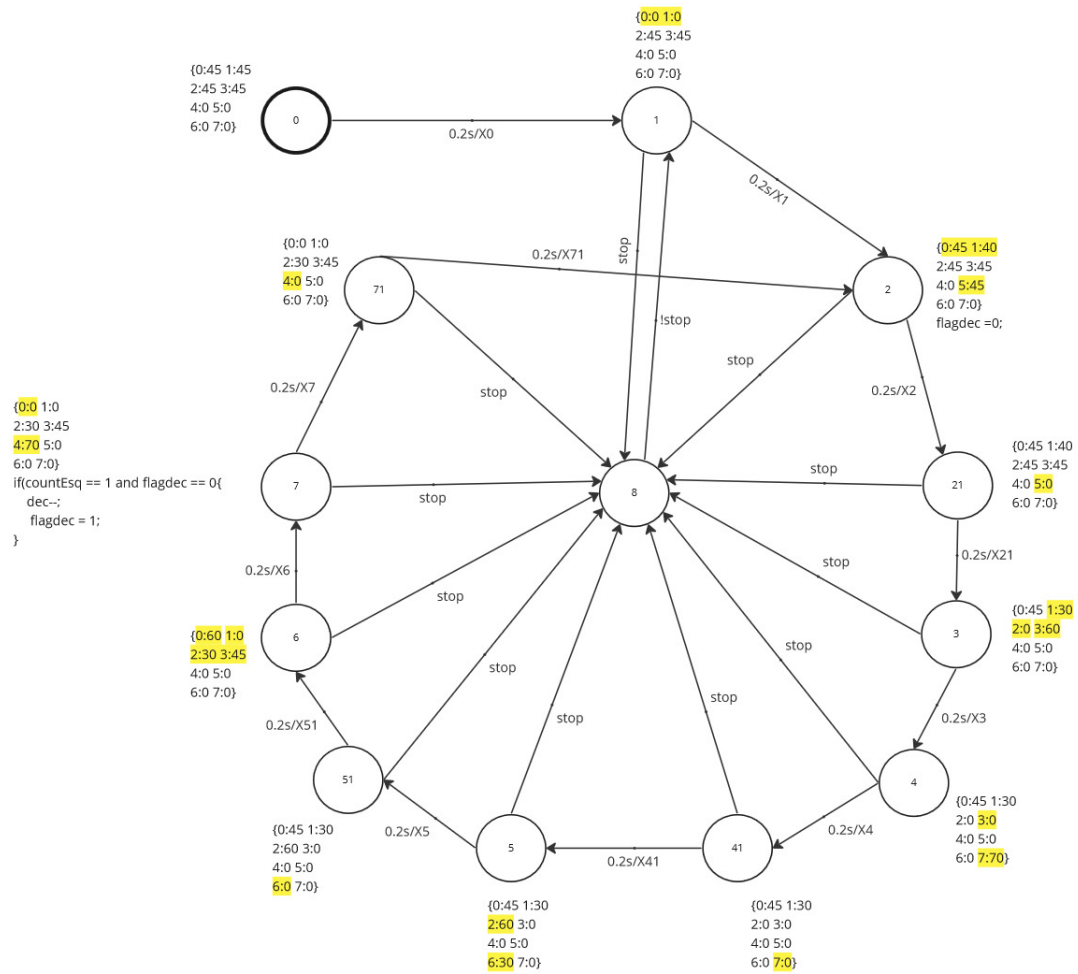 {0:0 1:0
2:45 3:45
4:0 5:0
6:0 7:0}
{0:45 1:45
2:45 3:45
4:0 5:0
6:0 7:0}
0
0.2s/X0
1
0.2s/X1
stop
!stop
{0:0 1:0
2:30 3:45
4:0 5:0
6:0 7:0}
71
0.2s/X71
2
{0:45 1:40
2:45 3:45
4:0 5:45
6:0 7:0}
flagdec =0;
stop
stop
0.2s/X7
0.2s/X2
{0:0 1:0
2:30 3:45
4:70 5:0
6:0 7:0}
if(countEsq == 1 and flagdec == 0{
dec--;
flagdec = 1;
}
7
stop
8
stop
21
{0:45 1:40
2:45 3:45
4:0 5:0
6:0 7:0}
0.2s/X6
stop
stop
0.2s/X21
{0:60 1:0
2:30 3:45
4:0 5:0
6:0 7:0}
6
3
{0:45 1:30
2:0 3:60
4:0 5:0
6:0 7:0}
stop
stop
stop
stop
0.2s/X51
0.2s/X3
51
4
{0:45 1:30
2:60 3:0
4:0 5:0
6:0 7:0}
0.2s/X5
5
0.2s/X41
41
0.2s/X4
{0:45 1:30
2:0 3:0
4:0 5:0
6:0 7:70}
{0:45 1:30
2:60 3:0
4:0 5:0
6:30 7:0}
{0:45 1:30
2:0 3:0
4:0 5:0
6:0 7:0}